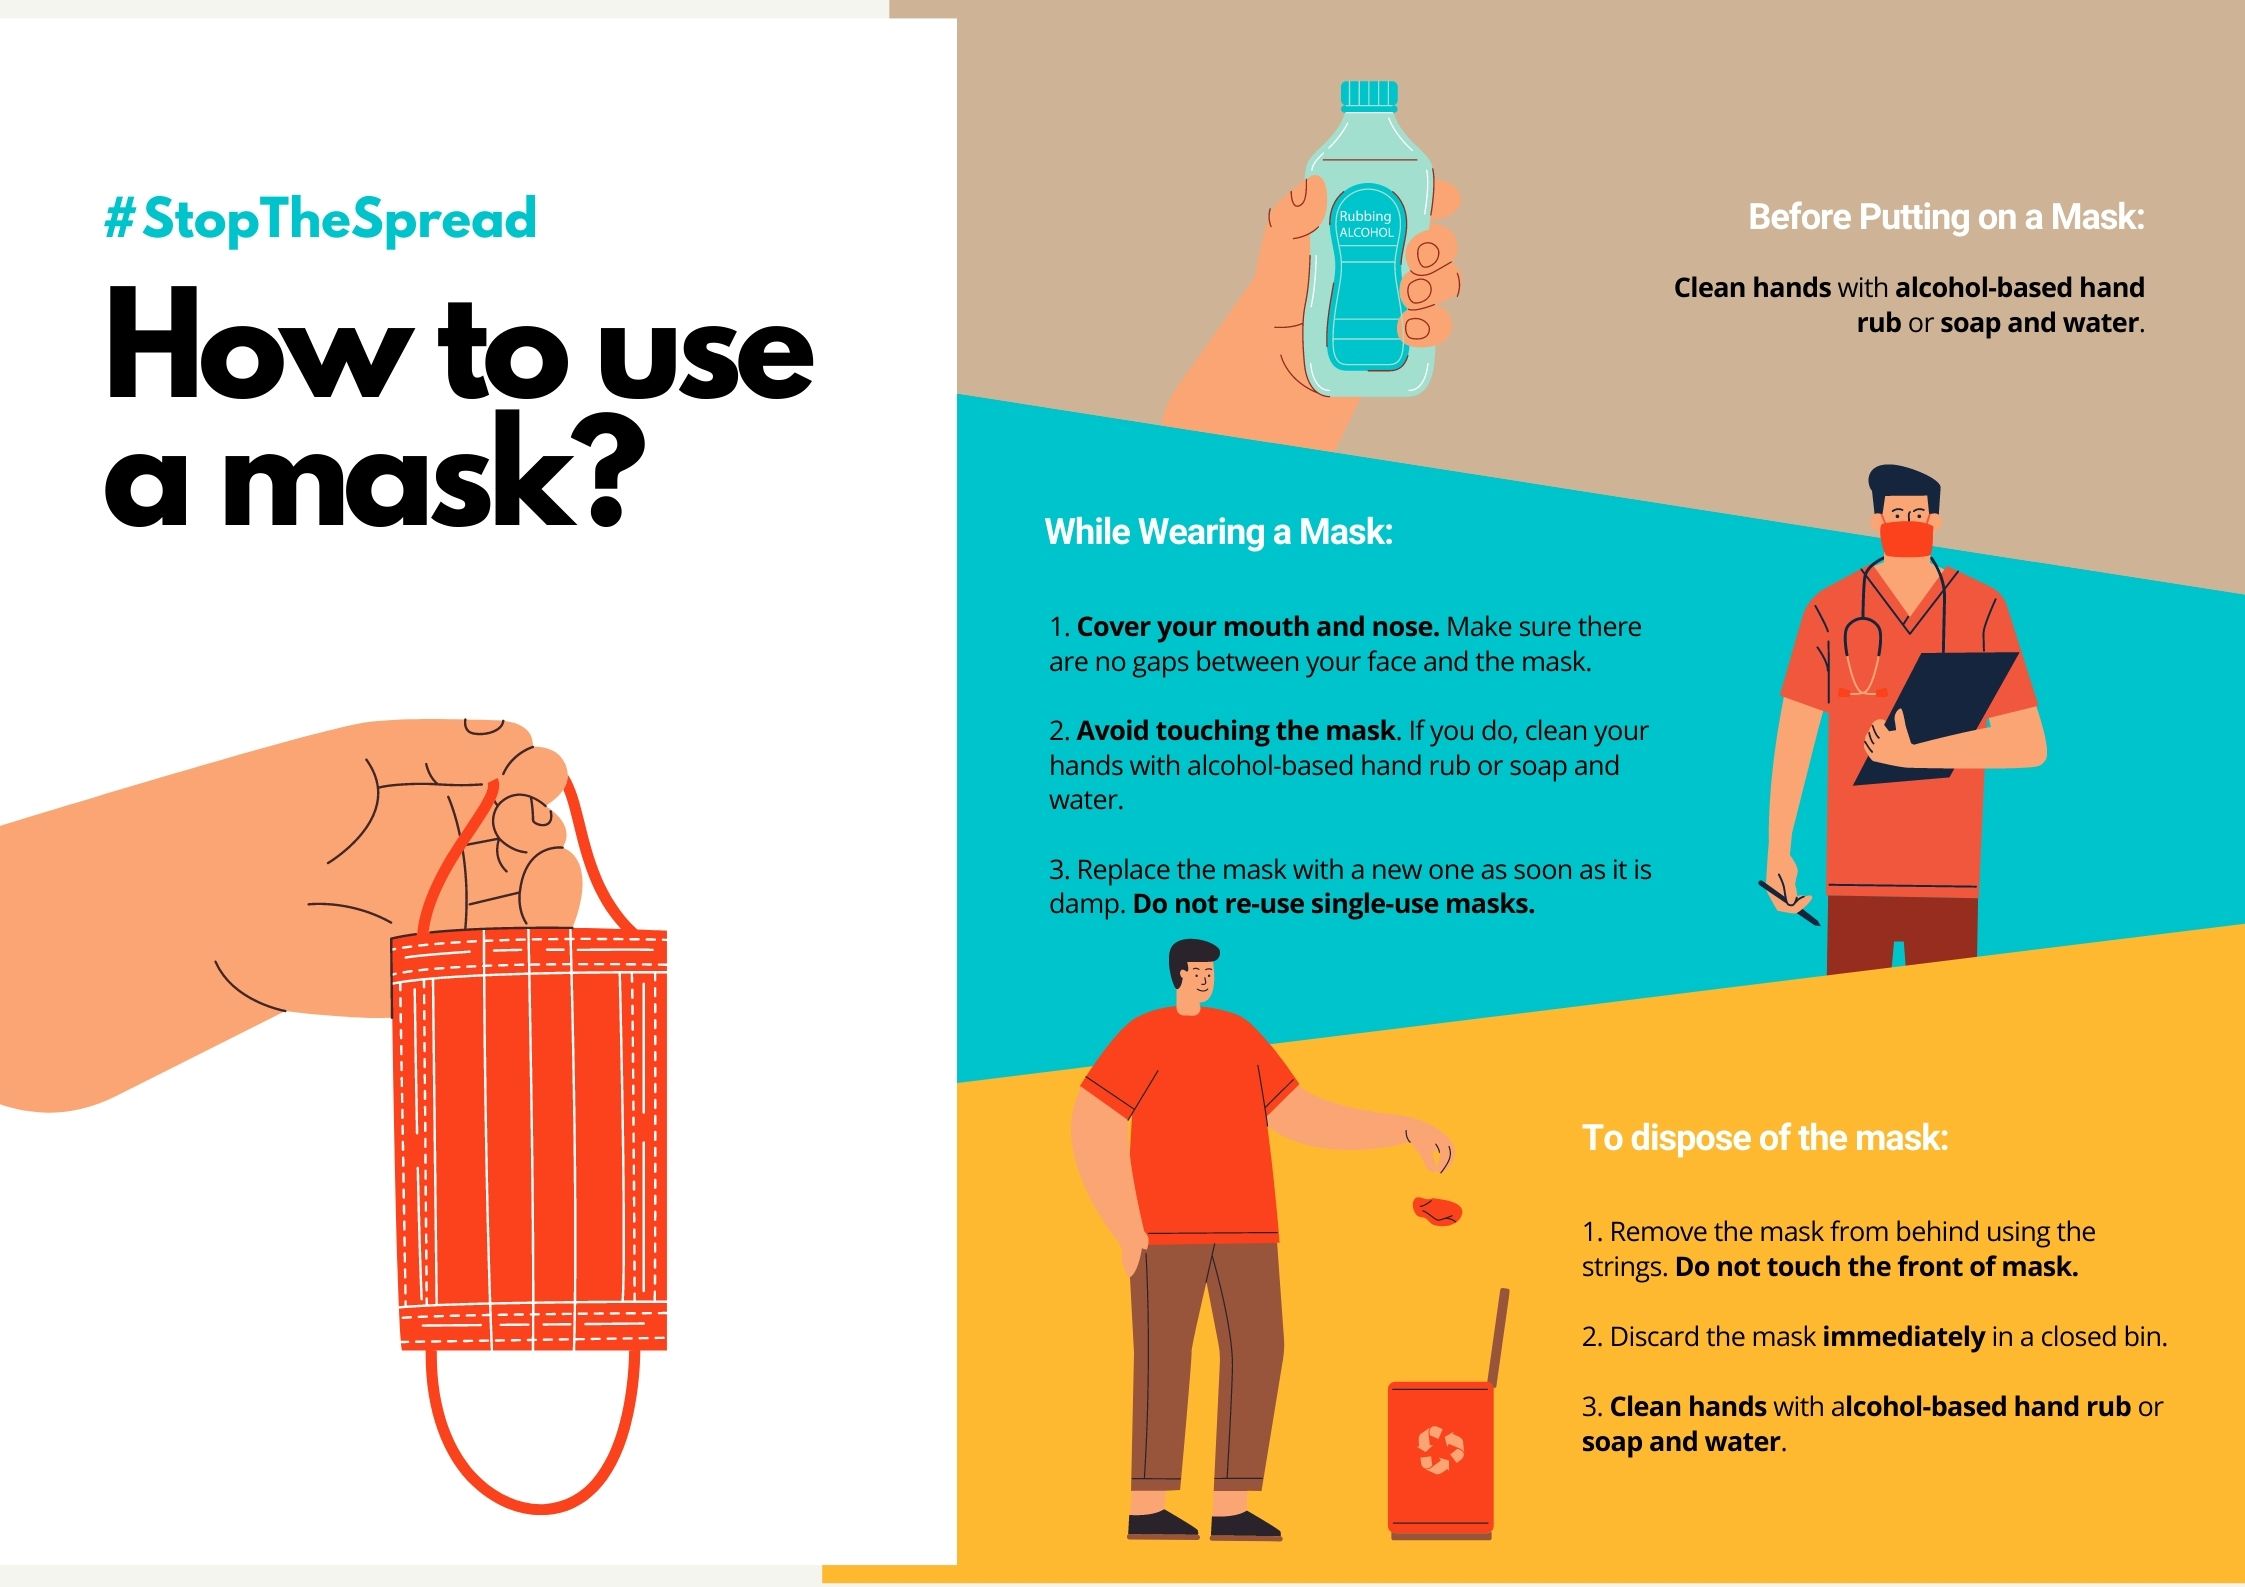 #StopTheSpread
How to use
a mask?
Rubbing
ALCOHOL
Before Putting on a Mask:
Clean hands with alcohol-based hand
rub or soap and water.
While Wearing a Mask:
1. Cover your mouth and nose. Make sure there
are no gaps between your face and the mask.
2. Avoid touching the mask. If you do, clean your
hands with alcohol-based hand rub or soap and
water.
3. Replace the mask with a new one as soon as it is
damp. Do not re-use single-use masks.
To dispose of the mask:
1. Remove the mask from behind using the
strings. Do not touch the front of mask.
2. Discard the mask immediately in a closed bin.
3. Clean hands with alcohol-based hand rub or
soap and water.